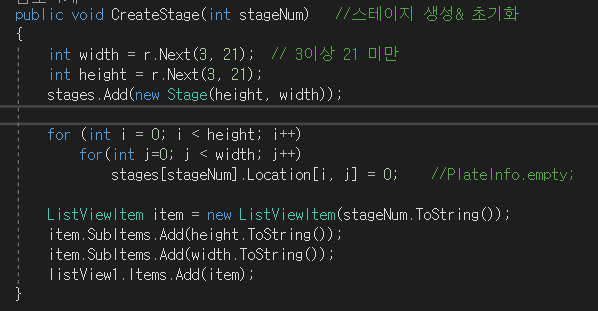 public void CreateStage(int stageNum)   //스테이지 생성& 초기화
{
    int width = r.Next(3, 21);  // 3이상 21 미만
    int height = r.Next(3, 21);
    stages.Add(new Stage(height, width));
    for (int i = 0; i < height; i++)
        for(int j=0; j < width; j++)
            stages[stageNum].Location[i, j] = 0;    //PlateInfo.empty;
    ListViewItem item = new ListViewItem(stageNum.ToString());
    item.SubItems.Add(height.ToString());
    item.SubItems.Add(width.ToString());
    listView1.Items.Add(item);
}